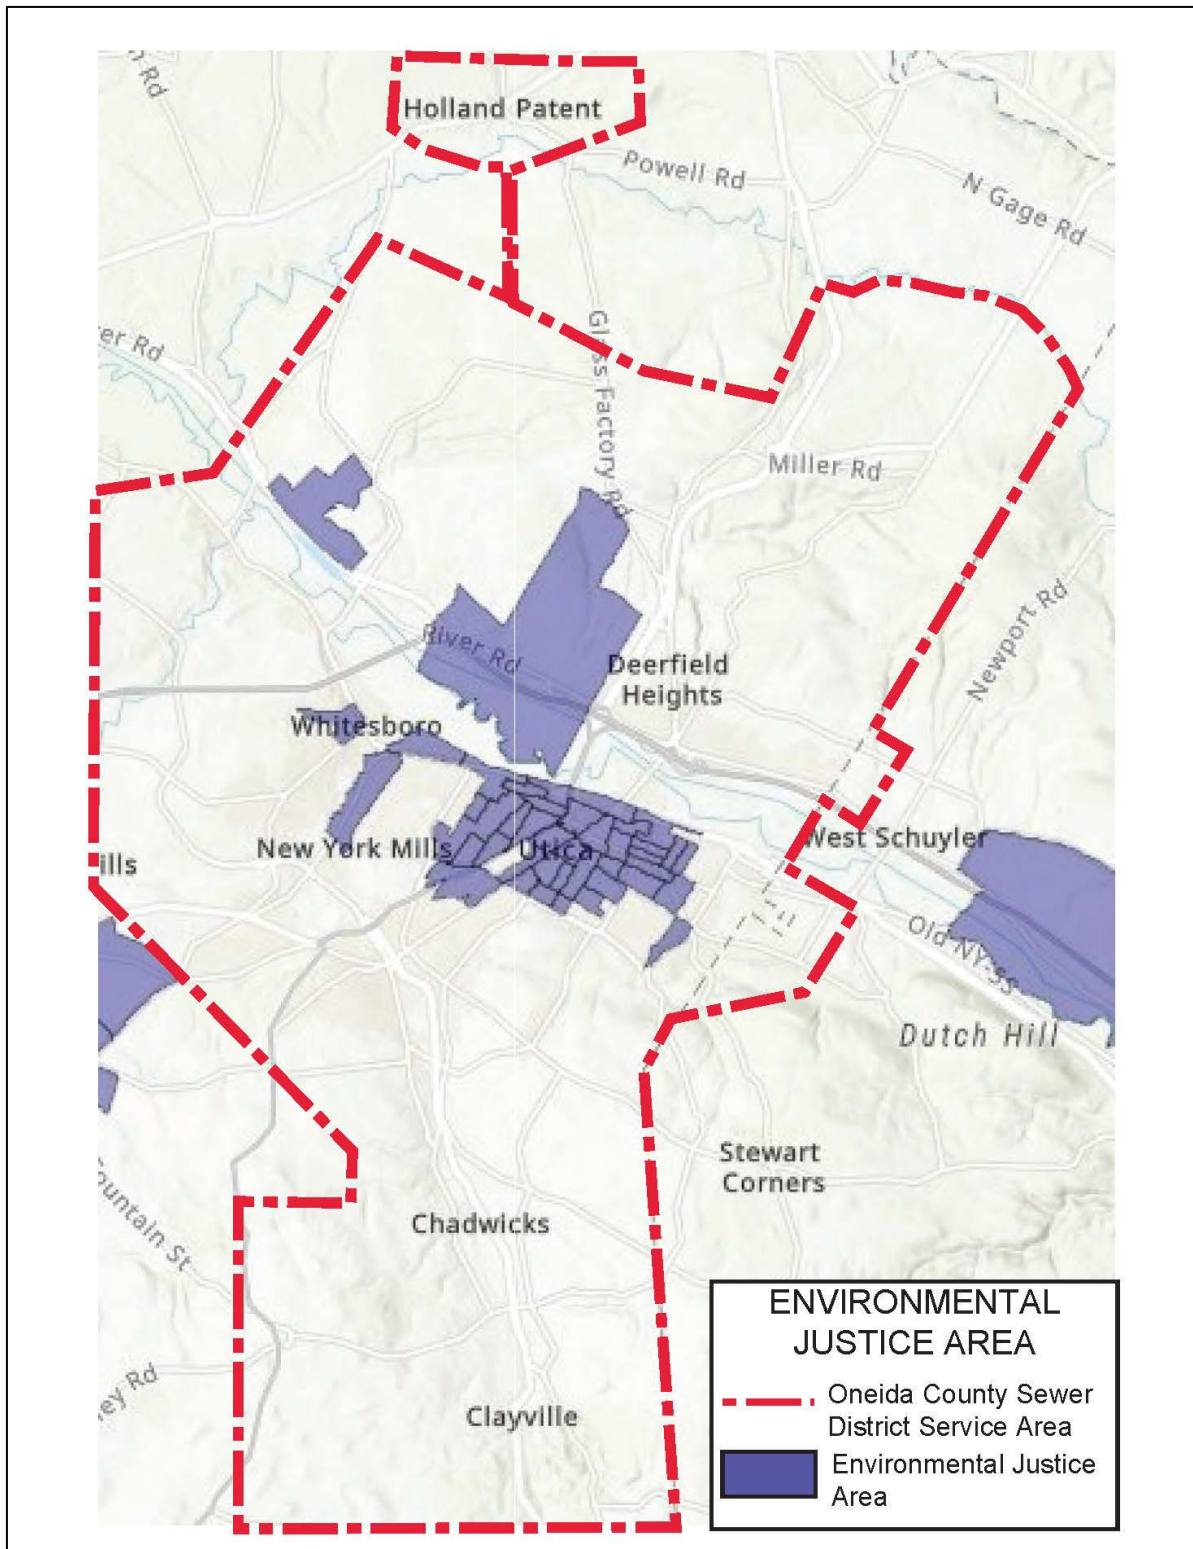 n Rd
Holland Patent
Powell Rd
N Gage Rd
er Rd
Glass Factory Rd
Miller Rd
Newport Rd
River Rd
Deerfield
Heights
Whitesboro
New York Mills
Utica
West Schuyler
ills
Old NY-5S
Dutch Hill
Stewart
Corners
ountain St
Chadwicks
ley Rd
Clayville
ENVIRONMENTAL
JUSTICE AREA
Oneida County Sewer
District Service Area
Environmental Justice
Area